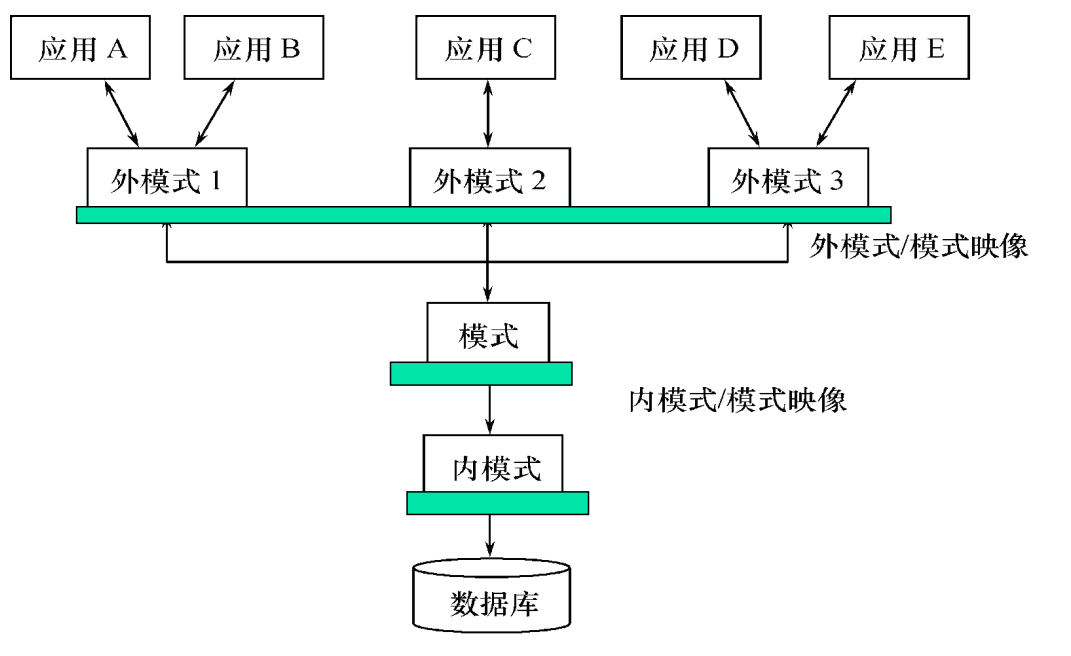 应用 A
应用 B
应用 C
应用 D
应用 E
外模式 1
外模式 2
外模式 3
外模式/模式映像
模式
内模式/模式映像
内模式
数据库